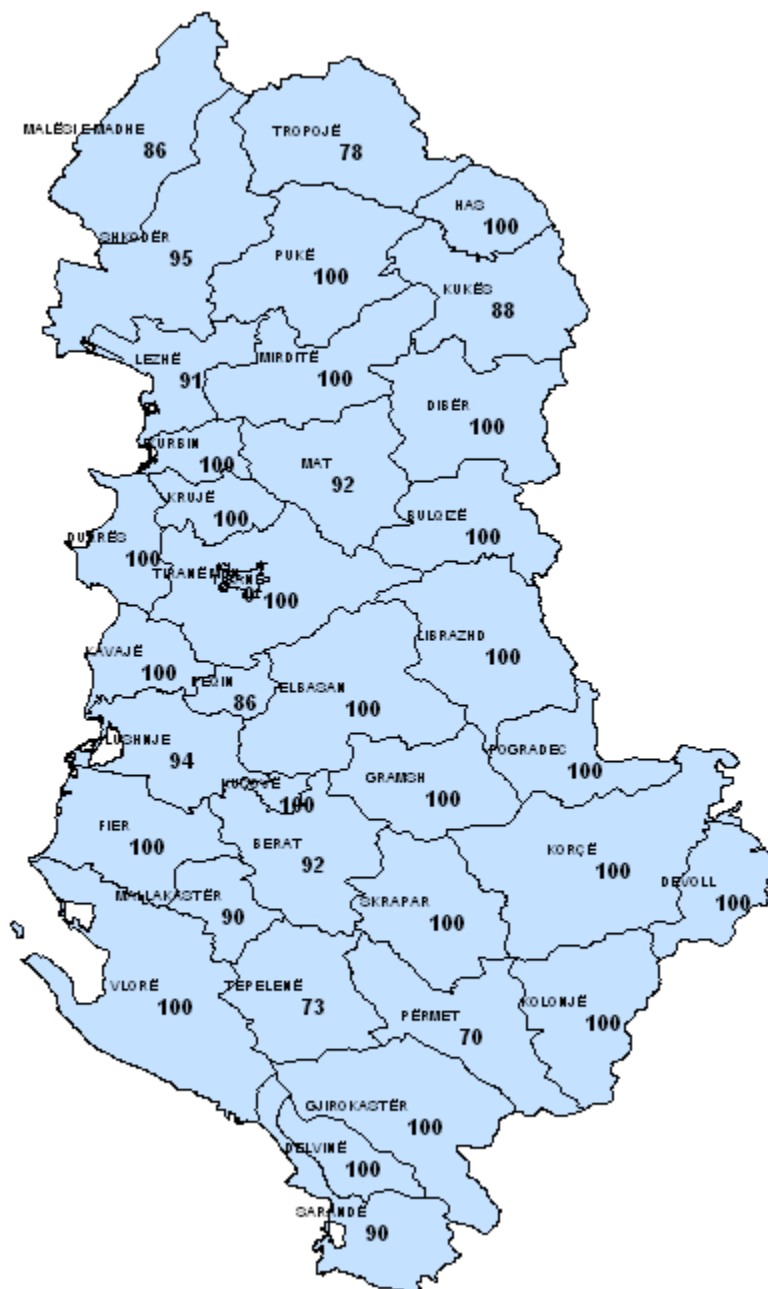 MALËSI E MADHE
86
TROPOJË
78
HAS
100
SHKODËR
95
PUKË
100
KUKËS
88
LEZHË
91
MIRDITË
100
DIBËR
100
KURBIN
100
MAT
92
KRUJË
100
BULQIZË
100
DURRËS
100
100
LIBRAZHD
100
KAVAJË
100
PEQIN
86
ELBASAN
100
LUSHNJE
94
POGRADEC
100
KUÇOVË
100
GRAMSH
100
FIER
100
BERAT
92
KORÇË
100
DEVOLL
100
MALLAKASTËR
90
SKRAPAR
100
VLORË
100
TEPELENË
73
PËRMET
70
KOLONJË
100
GJIROKASTËR
100
DELVINË
100
SARANDË
90